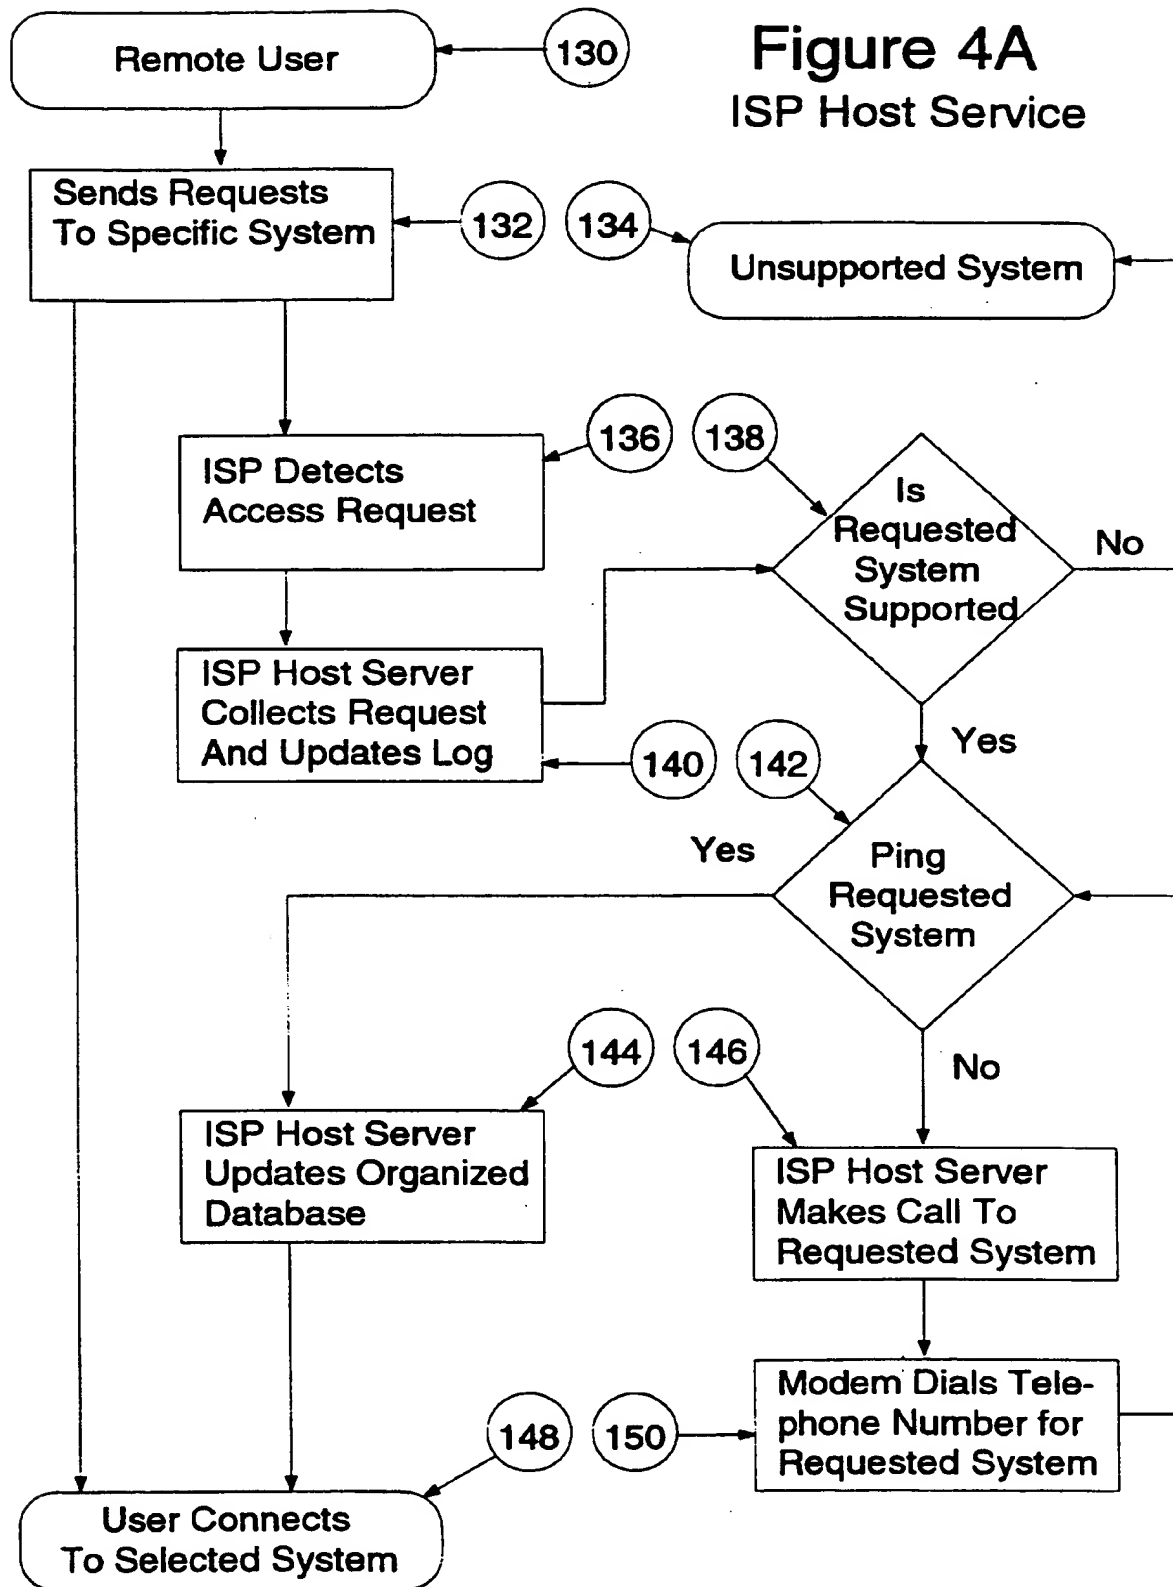 Figure 4A
ISP Host Service
Remote User
130
Sends Requests
To Specific System
132
134
Unsupported System
136
138
ISP Detects
Access Request
Is
Requested
System
Supported
No
ISP Host Server
Collects Request
And Updates Log
140
142
Yes
Yes
Ping
Requested
System
144
146
No
ISP Host Server
Updates Organized
Database
ISP Host Server
Makes Call To
Requested System
148
150
Modem Dials Tele-
phone Number for
Requested System
User Connects
To Selected System